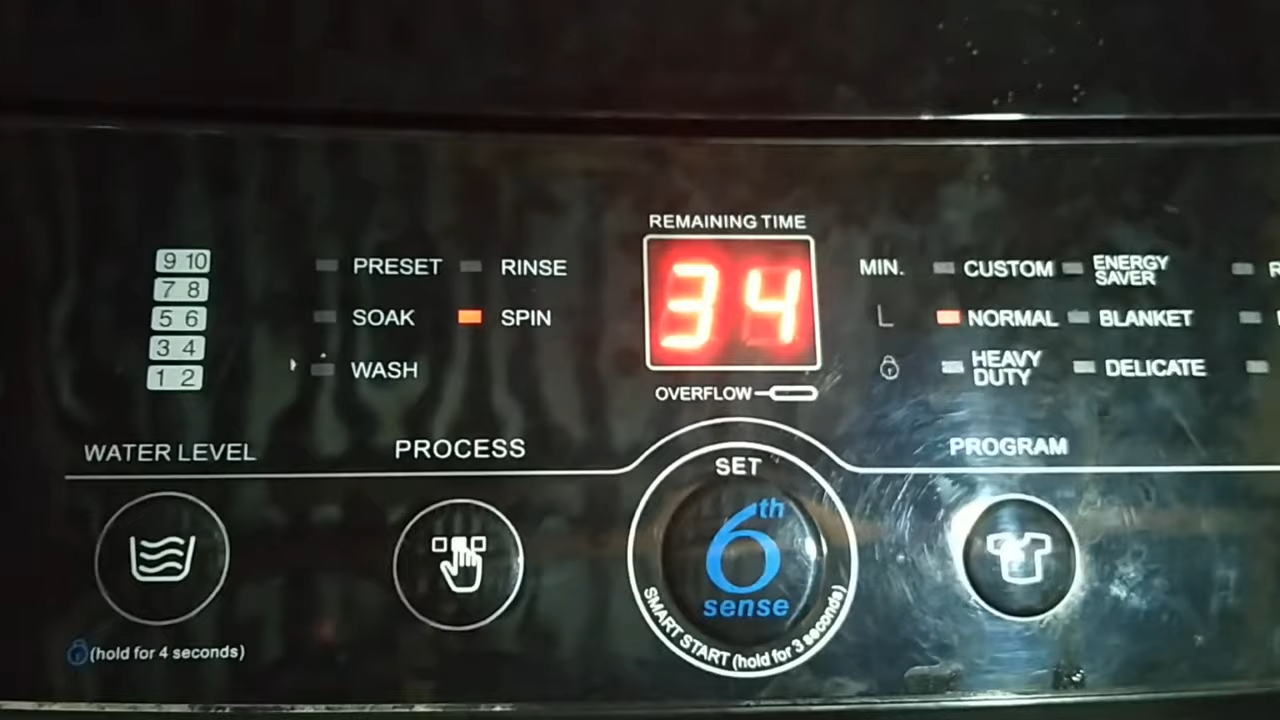 REMAINING TIME
9 10
7 8
5 6
3 4
1 2
PRESET
SOAK
WASH
RINSE
SPIN
34
OVERFLOW
MIN.
CUSTOM
NORMAL
HEAVY
DUTY
ENERGY
SAVER
BLANKET
DELICATE
WATER LEVEL
PROCESS
SET
PROGRAM
6th
sense
SMART START (hold for 3 seconds)
(hold for 4 seconds)